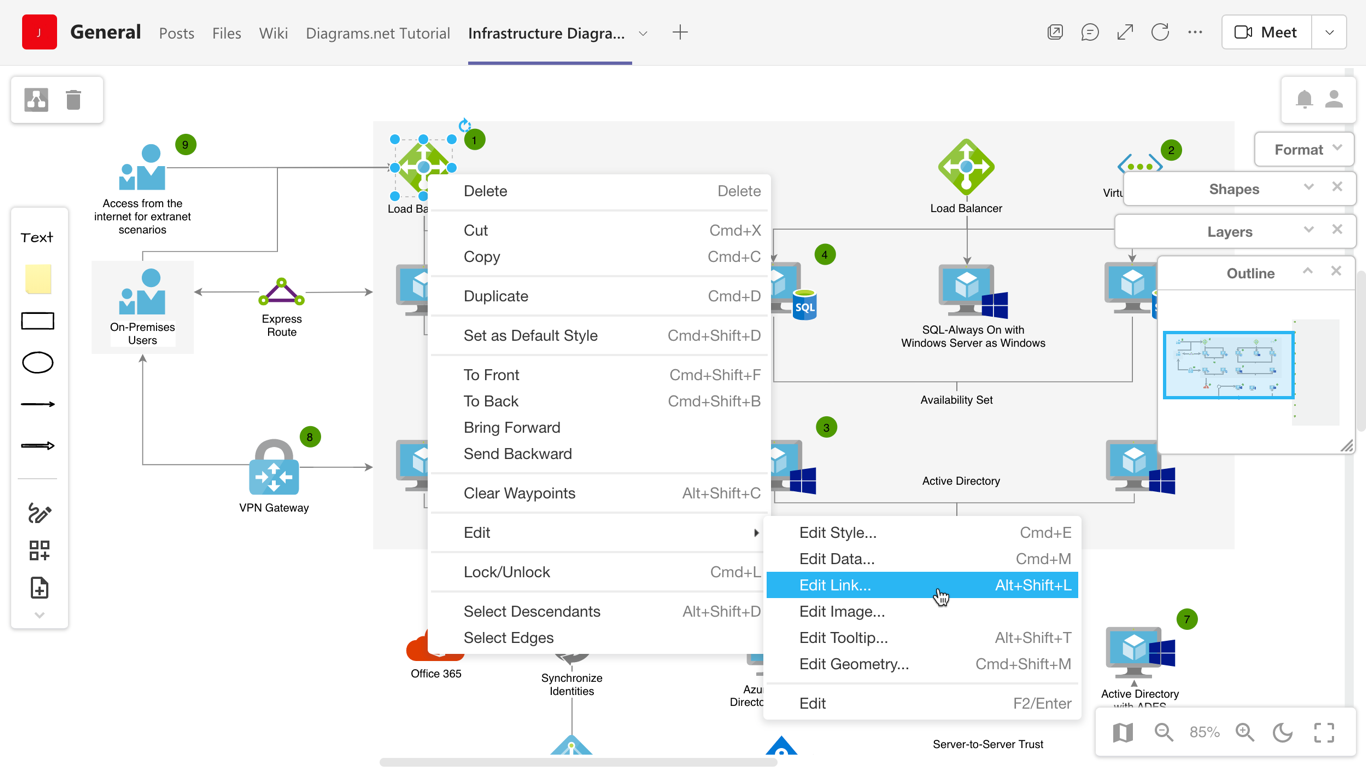 J
General
Posts
Files
Wiki
Diagrams.net Tutorial
Infrastructure Diagra...
Meet
Format
Shapes
Layers
Outline
Text
9
Access from the
internet for extranet
scenarios
On-Premises
Users
Express
Route
8
VPN Gateway
1
Load Ba
Delete Delete
Cut Cmd+X
Copy Cmd+C
Duplicate Cmd+D
Set as Default Style Cmd+Shift+D
To Front Cmd+Shift+F
To Back Cmd+Shift+B
Bring Forward
Send Backward
Clear Waypoints Alt+Shift+C
Edit
Lock/Unlock Cmd+L
Select Descendants Alt+Shift+D
Select Edges
Edit Style... Cmd+E
Edit Data... Cmd+M
Edit Link... Alt+Shift+L
Edit Image...
Edit Tooltip... Alt+Shift+T
Edit Geometry... Cmd+Shift+M
Edit F2/Enter
Load Balancer
2
Virtu
4
SQL
SQL-Always On with
Windows Server as Windows
Availability Set
3
Active Directory
7
Active Directory
with ADFS
Office 365
Synchronize
Identities
Azu
Directo
Server-to-Server Trust
85%